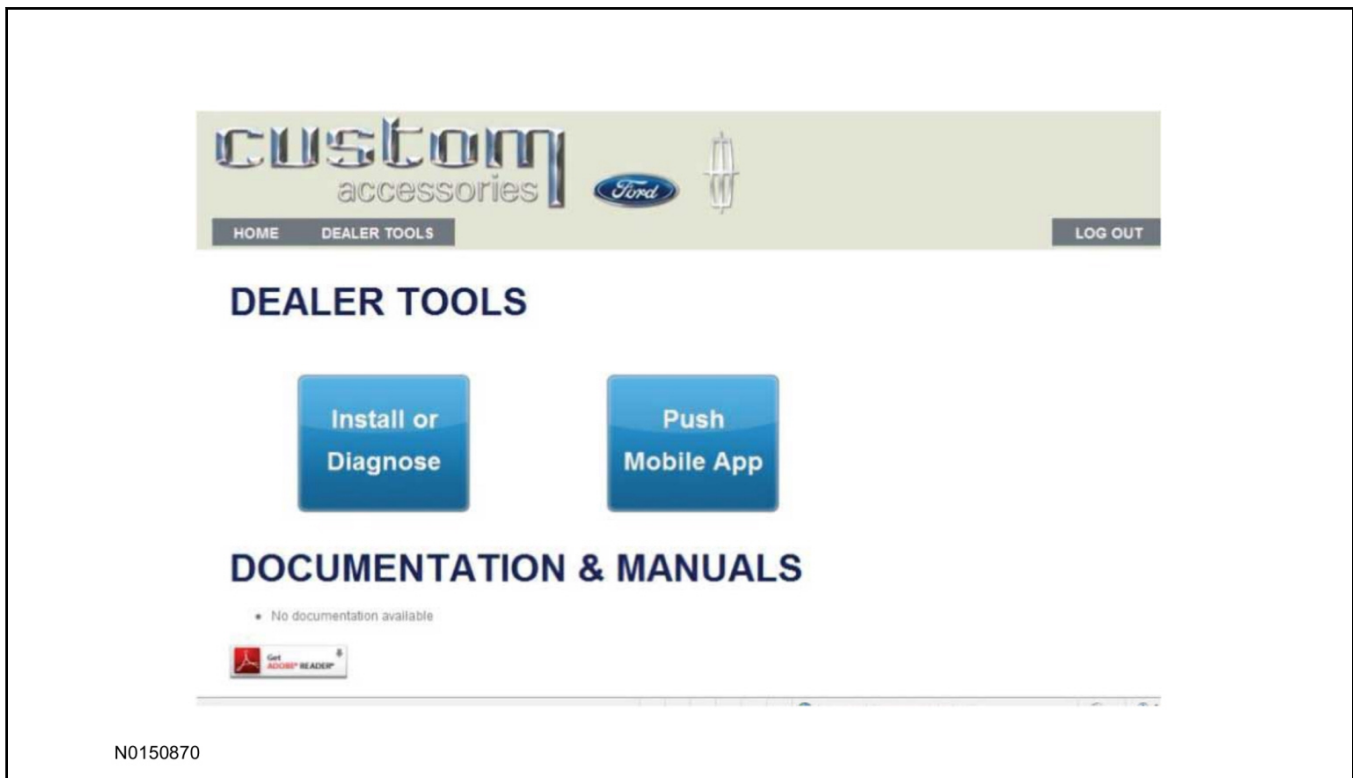 custom
accessories
Ford
HOME DEALER TOOLS LOG OUT
DEALER TOOLS
Install or
Diagnose
Push
Mobile App
DOCUMENTATION & MANUALS
No documentation available
Get
ADOBE® READER®
N0150870